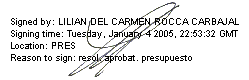 Signed by: LILIAN DEL CARMEN ROCCA CARBAJAL
Signing time: Tuesday, January 4 2005, 22:53:32 GMT
Location: PRES
Reason to sign: resol. aprobat. presupuesto